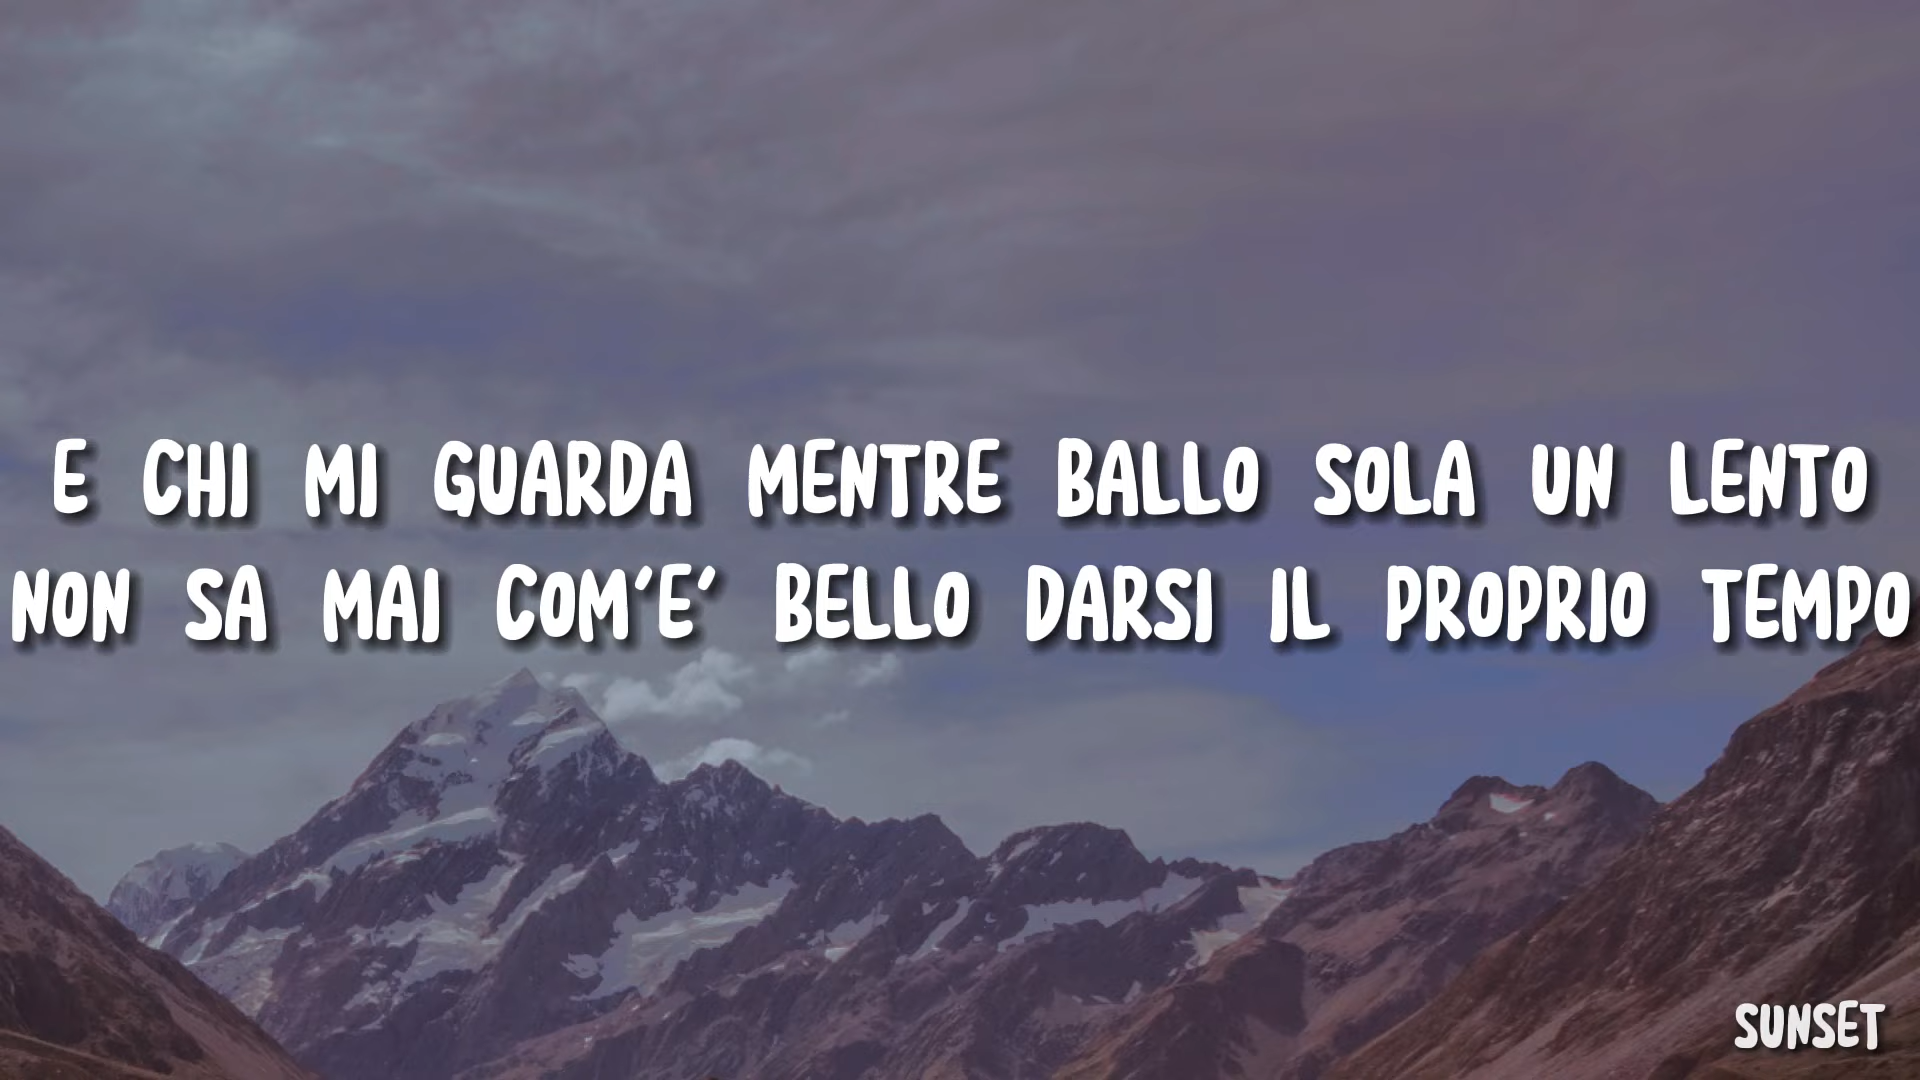 E CHI MI GUARDA MENTRE BALLO SOLA UN LENTO
NON SA MAI COM'E' BELLO DARSI IL PROPRIO TEMPO
SUNSET